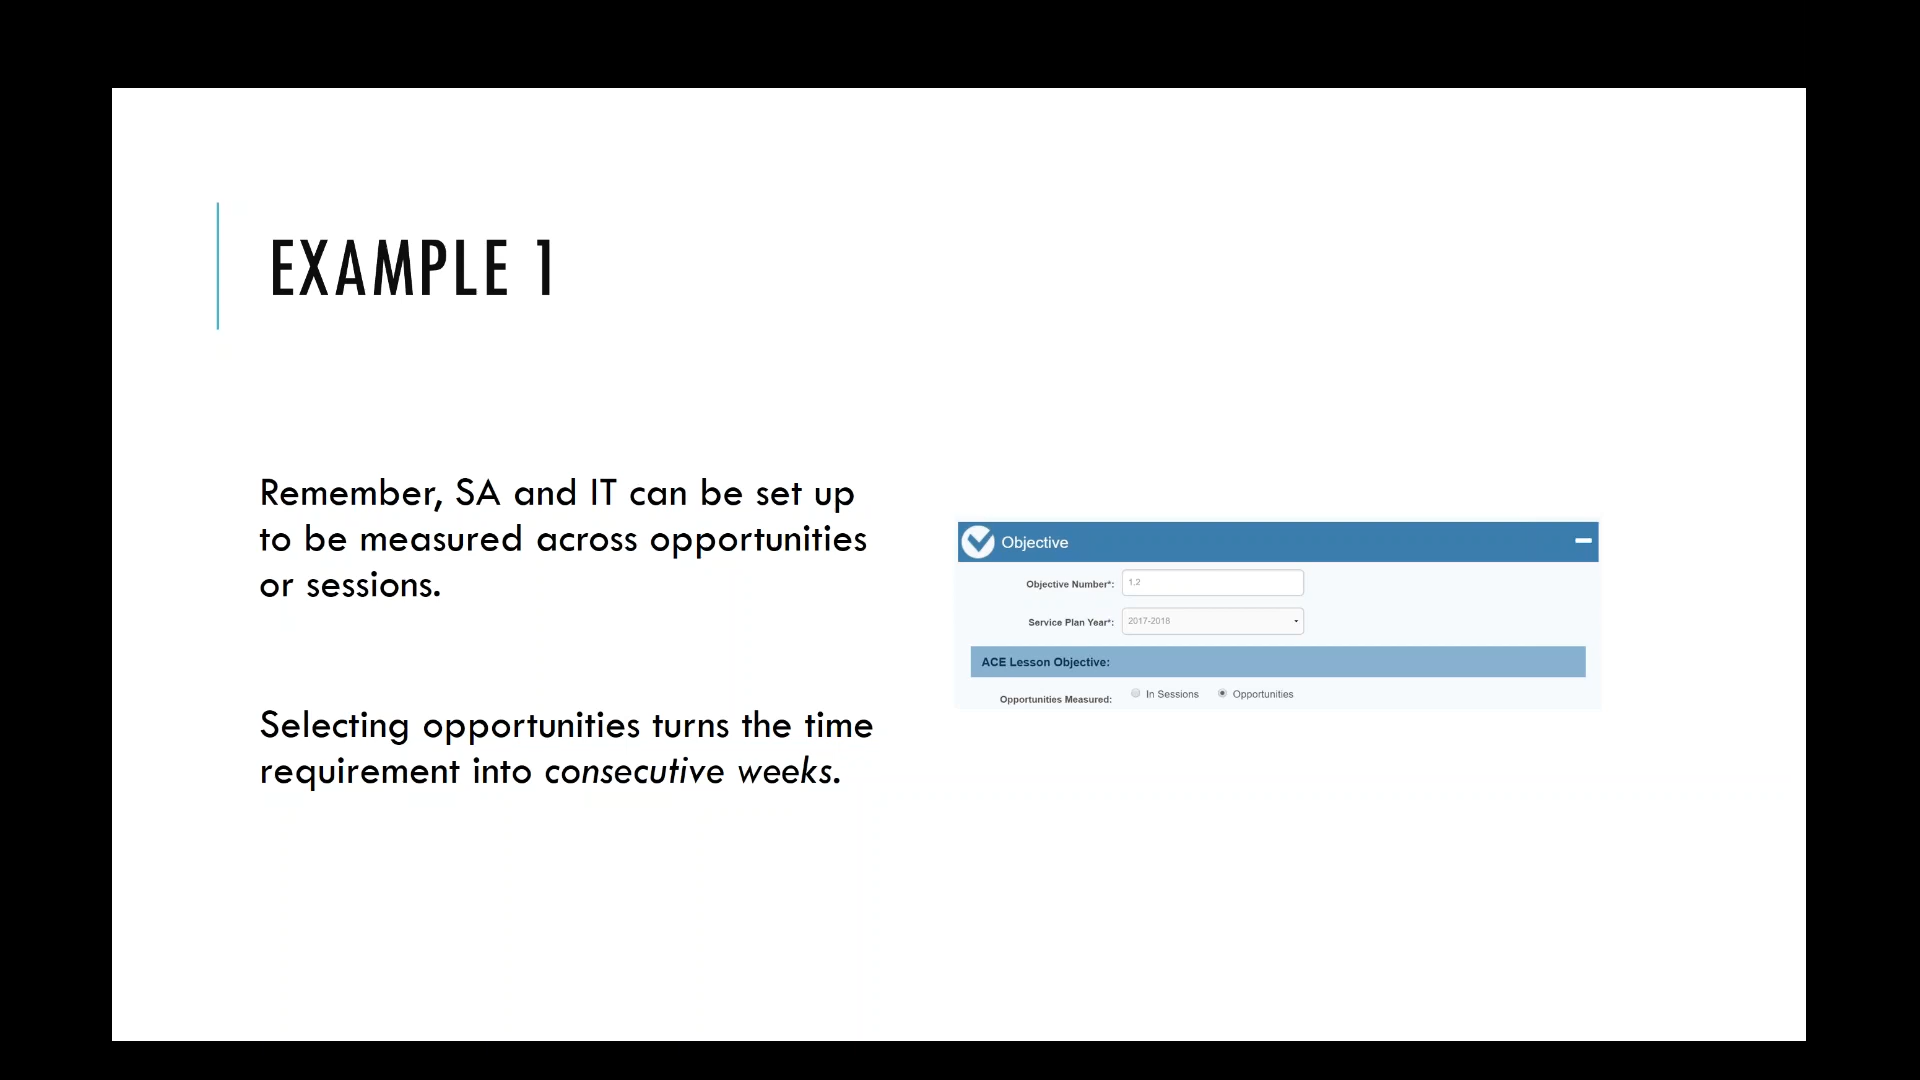 EXAMPLE 1
Remember, SA and IT can be set up
to be measured across opportunities
or sessions.
Selecting opportunities turns the time
requirement into consecutive weeks.
Objective
Objective Number*: 1.2
Service Plan Year*: 2017-2018
ACE Lesson Objective:
Opportunities Measured: In Sessions Opportunities